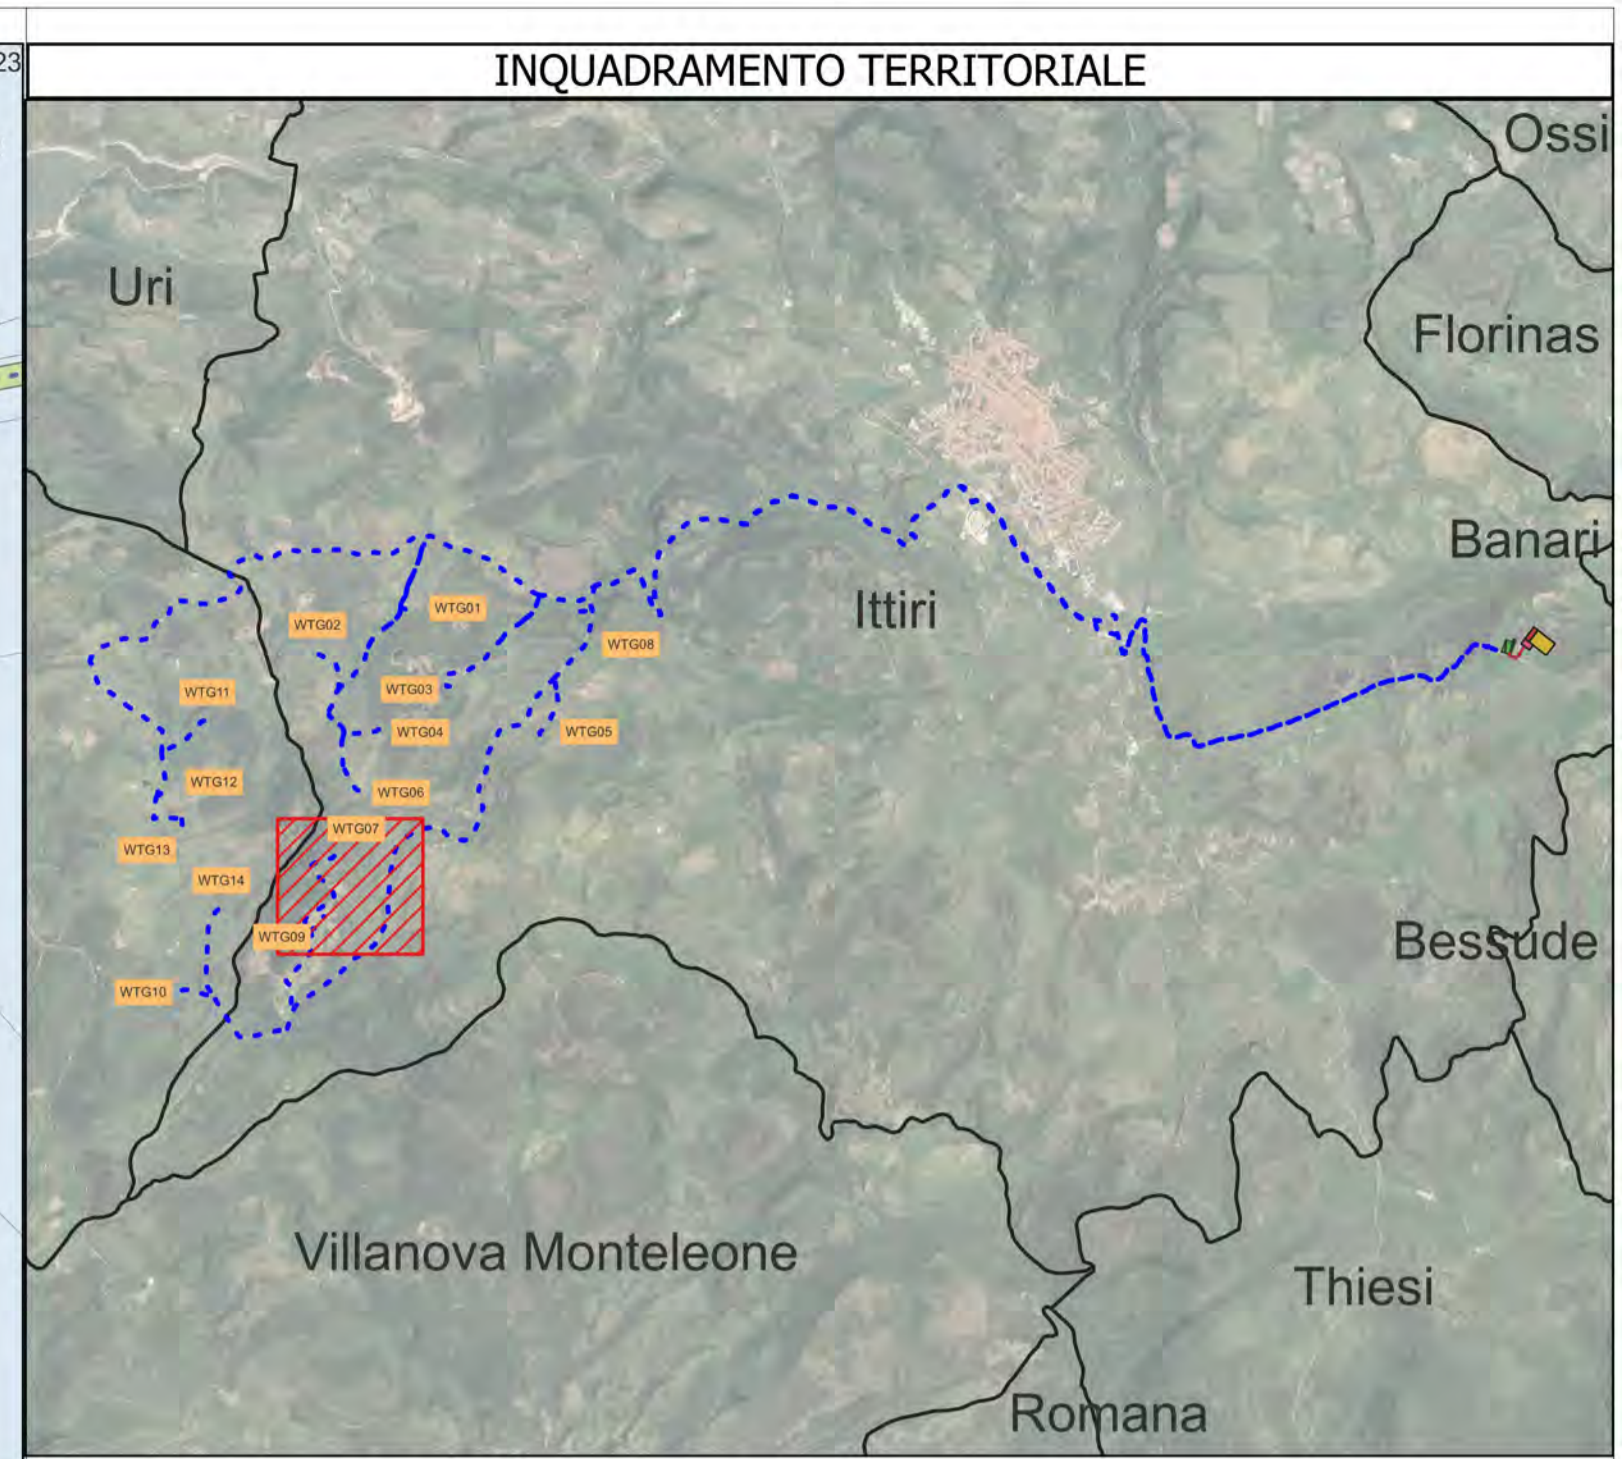 23
INQUADRAMENTO TERRITORIALE
Ossi
Uri
Florinas
Banari
Ittiri
WTG01
WTG02
WTG08
WTG03
WTG11
WTG04
WTG05
WTG12
WTG06
WTG07
WTG13
WTG14
WTG09
Bessude
WTG10
Villanova Monteleone
Thiesi
Romana